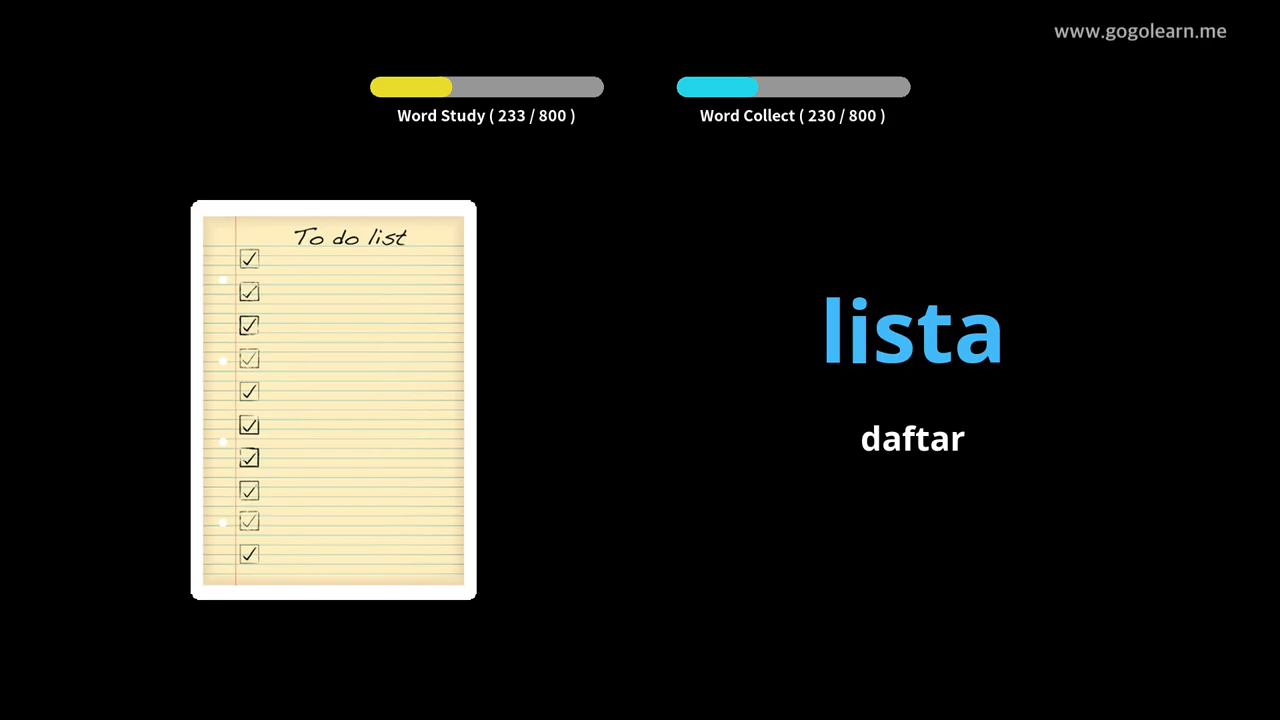 www.gogolearn.me
Word Study ( 233 / 800 )
Word Collect ( 230 / 800 )
To do list
lista
daftar